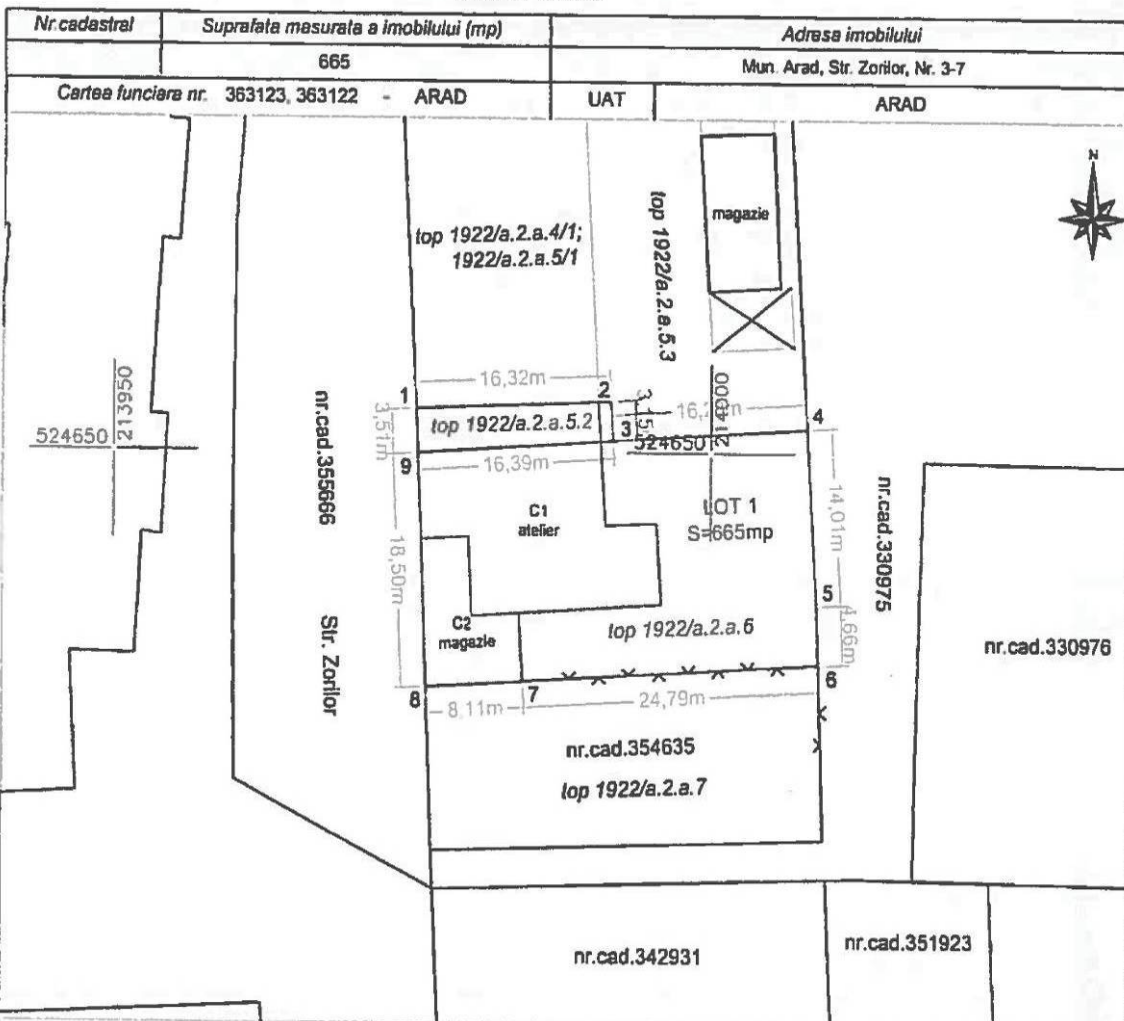 Nr.cadastral Suprafata masurata a imobilului (mp) Adresa imobilului
665 Mun. Arad, Str. Zorilor, Nr. 3-7
Cartea funciara nr. 363123, 363122 - ARAD UAT ARAD
N
magazie
top 1922/a.2.a.4/1;
1922/a.2.a.5/1
top 1922/a.2.a.5.3
213950
524650
nr.cad.355666
Str. Zorilor
1
16,32m
2
3,51m
top 1922/a.2.a.5.2
3
4
214000
524650
9
16,39m
C1
atelier
LOT 1
S=665mp
14,01m
nr.cad.330975
18,50m
5
C2
magazie
top 1922/a.2.a.6
4,66m
nr.cad.330976
8
8,11m
7
24,79m
6
nr.cad.354635
top 1922/a.2.a.7
nr.cad.342931
nr.cad.351923